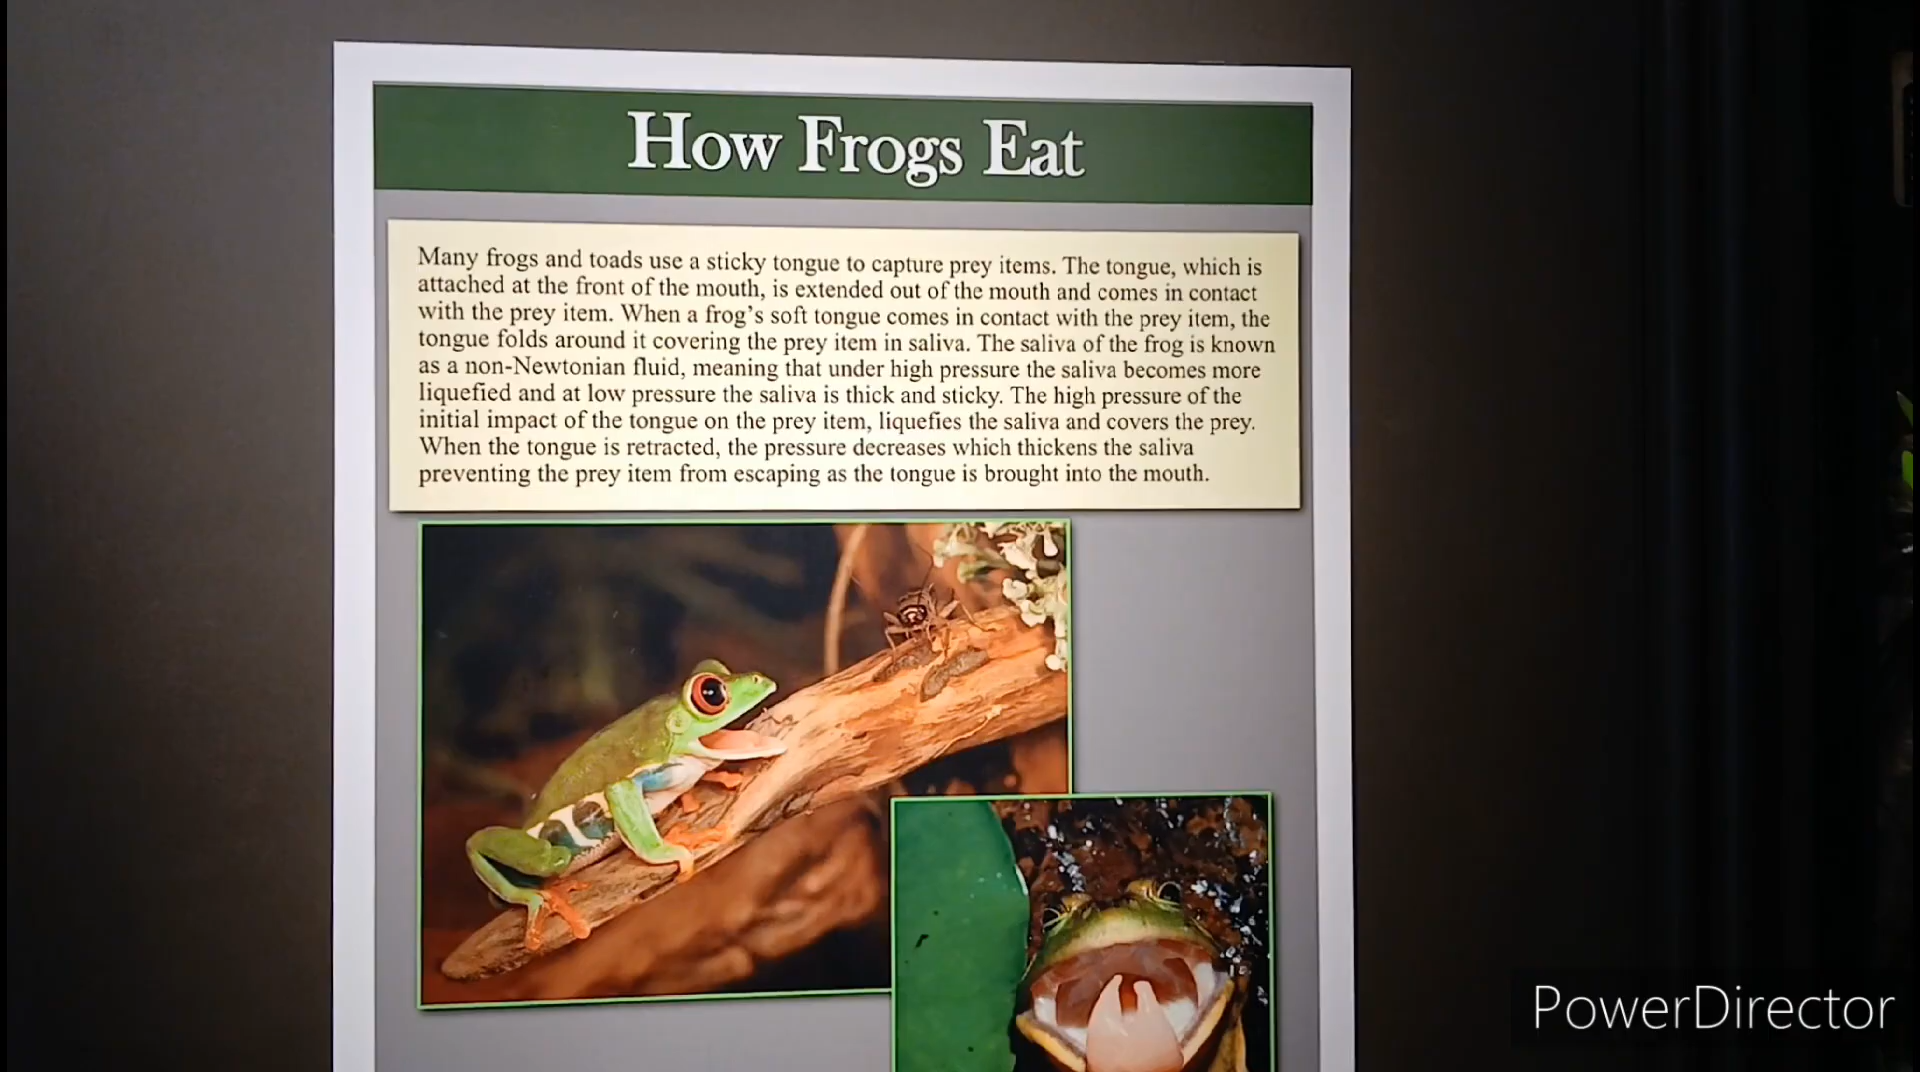 How Frogs Eat
Many frogs and toads use a sticky tongue to capture prey items. The tongue, which is
attached at the front of the mouth, is extended out of the mouth and comes in contact
with the prey item. When a frog's soft tongue comes in contact with the prey item, the
tongue folds around it covering the prey item in saliva. The saliva of the frog is known
as a non-Newtonian fluid, meaning that under high pressure the saliva becomes more
liquefied and at low pressure the saliva is thick and sticky. The high pressure of the
initial impact of the tongue on the prey item, liquefies the saliva and covers the prey.
When the tongue is retracted, the pressure decreases which thickens the saliva
preventing the prey item from escaping as the tongue is brought into the mouth.
PowerDirector